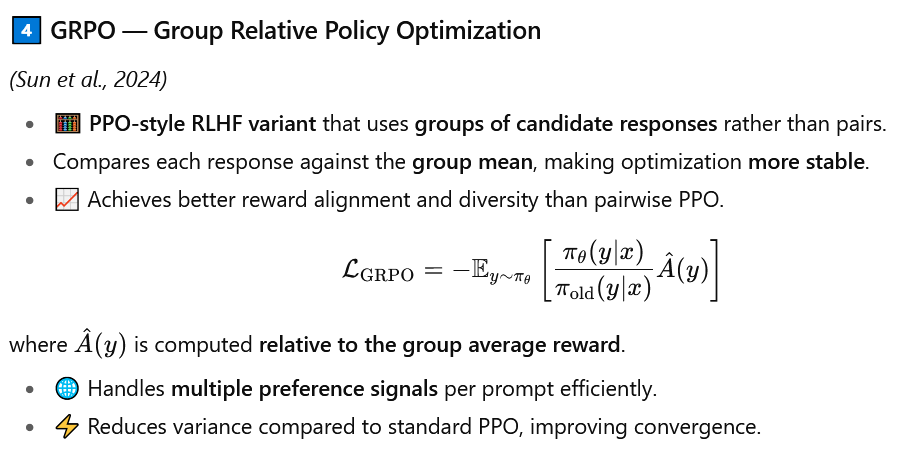 4 GRPO — Group Relative Policy Optimization
(Sun et al., 2024)
• 🧮 PPO-style RLHF variant that uses groups of candidate responses rather than pairs.
• Compares each response against the group mean, making optimization more stable.
• 📈 Achieves better reward alignment and diversity than pairwise PPO.
\mathcal{L}_{\text{GRPO}} = -\mathbb{E}_{y \sim \pi_\theta} \left[ \frac{\pi_\theta(y|x)}{\pi_{\text{old}}(y|x)} \hat{A}(y) \right]
where \hat{A}(y) is computed relative to the group average reward.
• 🌐 Handles multiple preference signals per prompt efficiently.
• ⚡ Reduces variance compared to standard PPO, improving convergence.